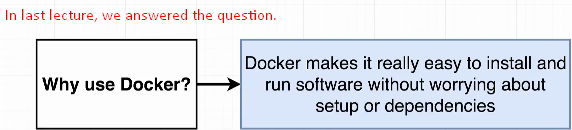 In last lecture, we answered the question.
Why use Docker?
Docker makes it really easy to install and
run software without worrying about
setup or dependencies